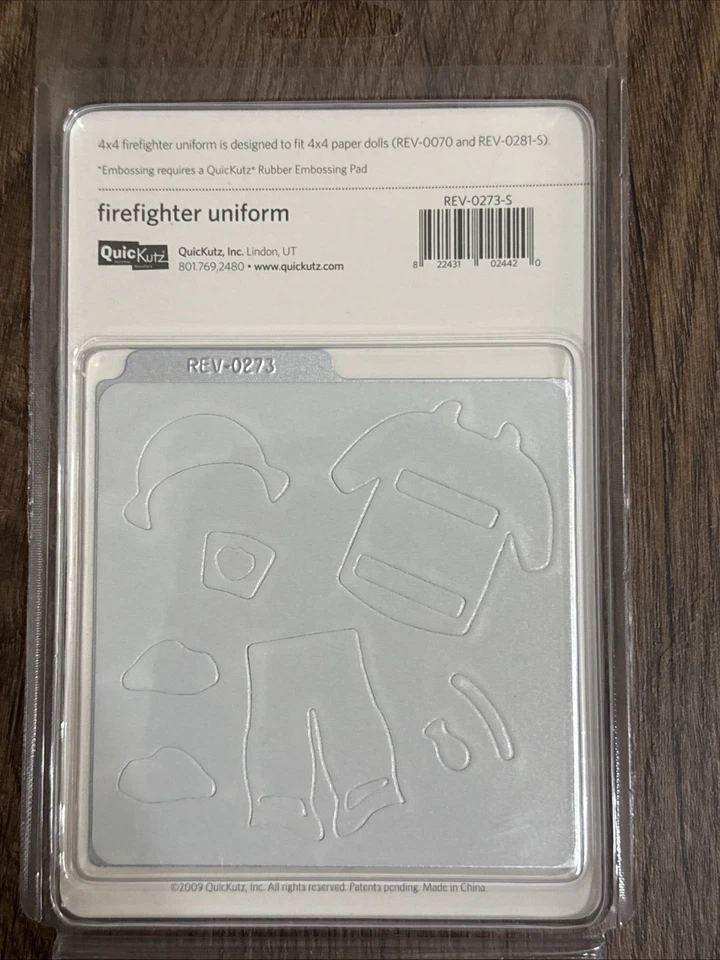 4x4 firefighter uniform is designed to fit 4x4 paper dolls (REV-0070 and REV-0281-S).
*Embossing requires a QuicKutz® Rubber Embossing Pad
firefighter uniform
REV-0273-S
QuicKutz
QuicKutz, Inc. Lindon, UT
801.769.2480 • www.quickutz.com
8 22431 02442 0
REV-0273
©2009 QuicKutz, Inc. All rights reserved. Patents pending. Made in China.